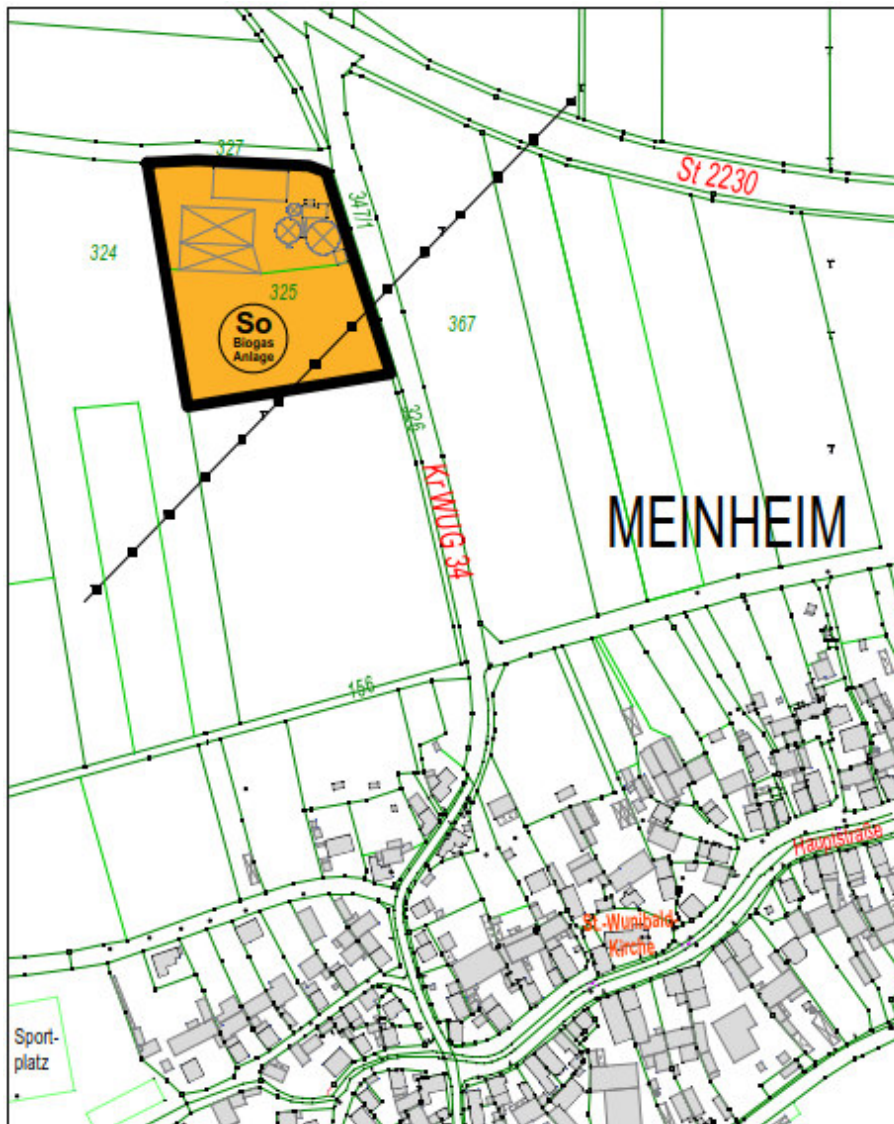 327
St 2230
347/1
324
325
367
So
Biogas
Anlage
326
Kr WUG 34
MEINHEIM
156
Hauptstraße
St.-Wunibald-
Kirche
Sport-
platz